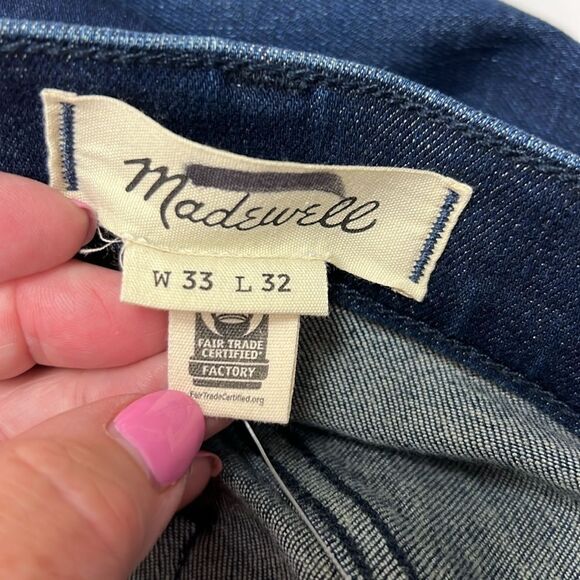 Madewell
W 33 L 32
FAIR TRADE
CERTIFIED®
FACTORY
FairTradeCertified.org